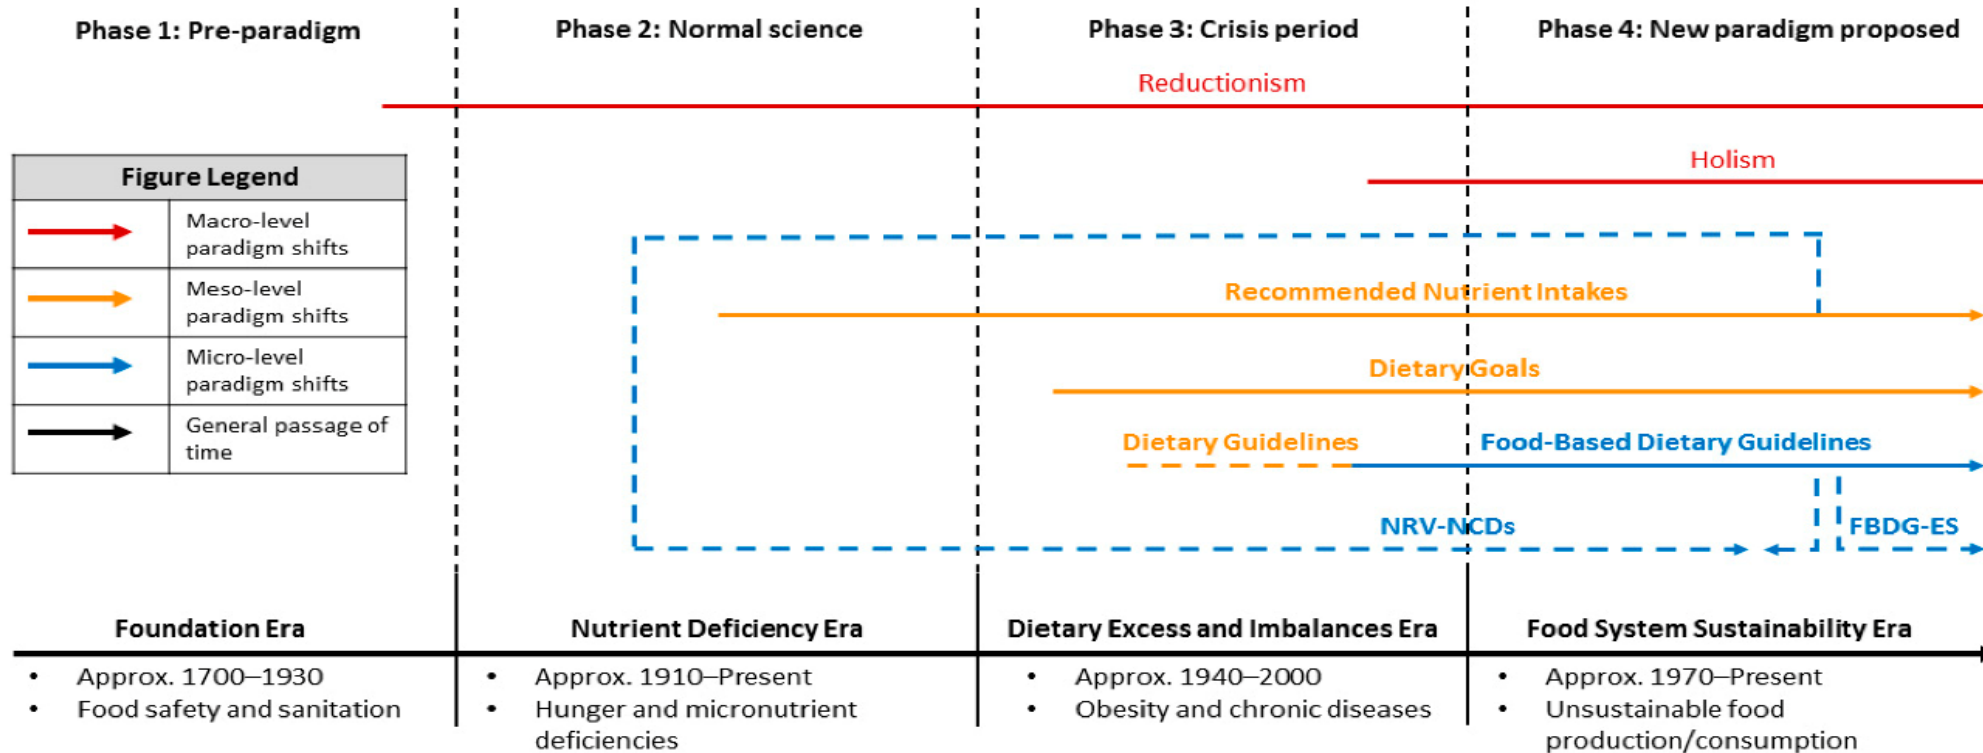 Phase 1: Pre-paradigm
Phase 2: Normal science
Phase 3: Crisis period
Phase 4: New paradigm proposed
Reductionism
Holism
Figure Legend
Macro-level
paradigm shifts
Meso-level
paradigm shifts
Micro-level
paradigm shifts
General passage of
time
Recommended Nutrient Intakes
Dietary Goals
Dietary Guidelines
Food-Based Dietary Guidelines
NRV-NCDs
FBDG-ES
Foundation Era
Nutrient Deficiency Era
Dietary Excess and Imbalances Era
Food System Sustainability Era
• Approx. 1700–1930
• Food safety and sanitation
• Approx. 1910–Present
• Hunger and micronutrient
deficiencies
• Approx. 1940–2000
• Obesity and chronic diseases
• Approx. 1970–Present
• Unsustainable food
production/consumption